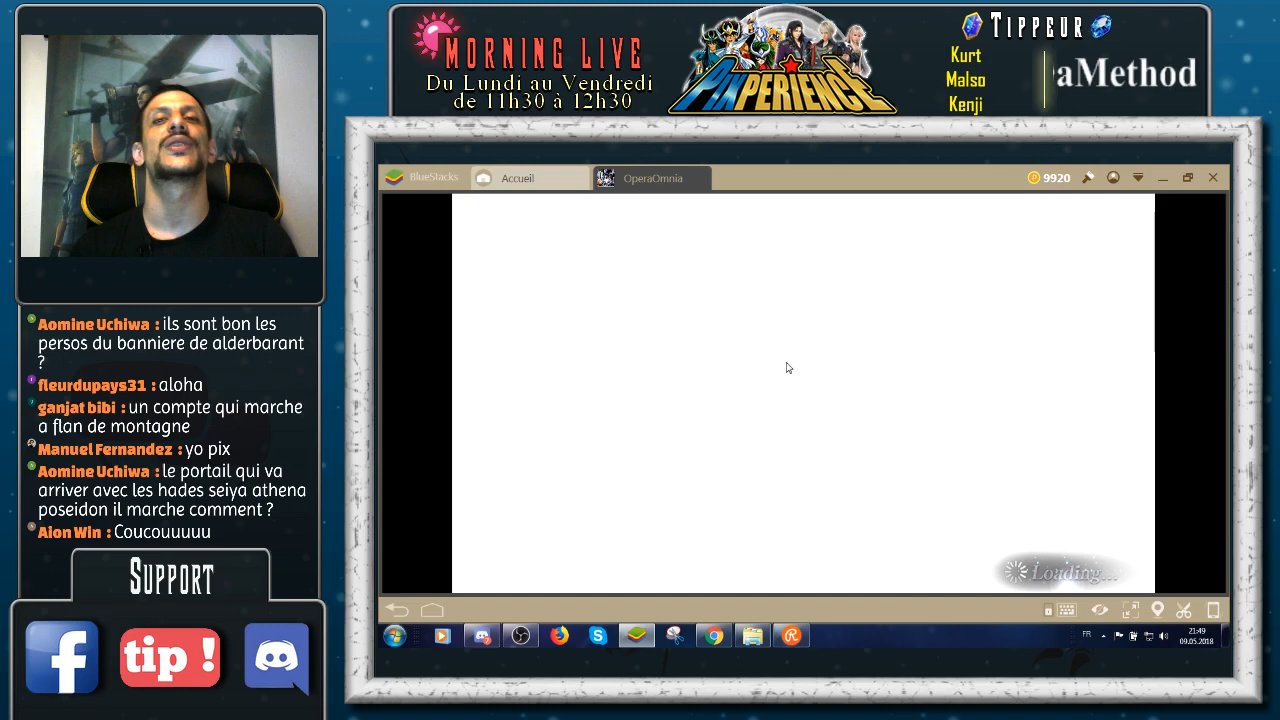 MORNING LIVE
Du Lundi au Vendredi
de 11h30 à 12h30
PIXPERIENCE
TIPPEUR
Kurt
Malso
Kenji
aMethod
BlueStacks
Accueil
OperaOmnia
9920
Loading...
FR
21:49
09.05.2018
Aomine Uchiwa : ils sont bon les
persos du banniere de alderbarant
?
fleurdupays31 : aloha
ganjat bibi : un compte qui marche
a flan de montagne
Manuel Fernandez : yo pix
Aomine Uchiwa : le portail qui va
arriver avec les hades seiya athena
poseidon il marche comment ?
Aion Win : Coucouuuuu
SUPPORT
f
tip !